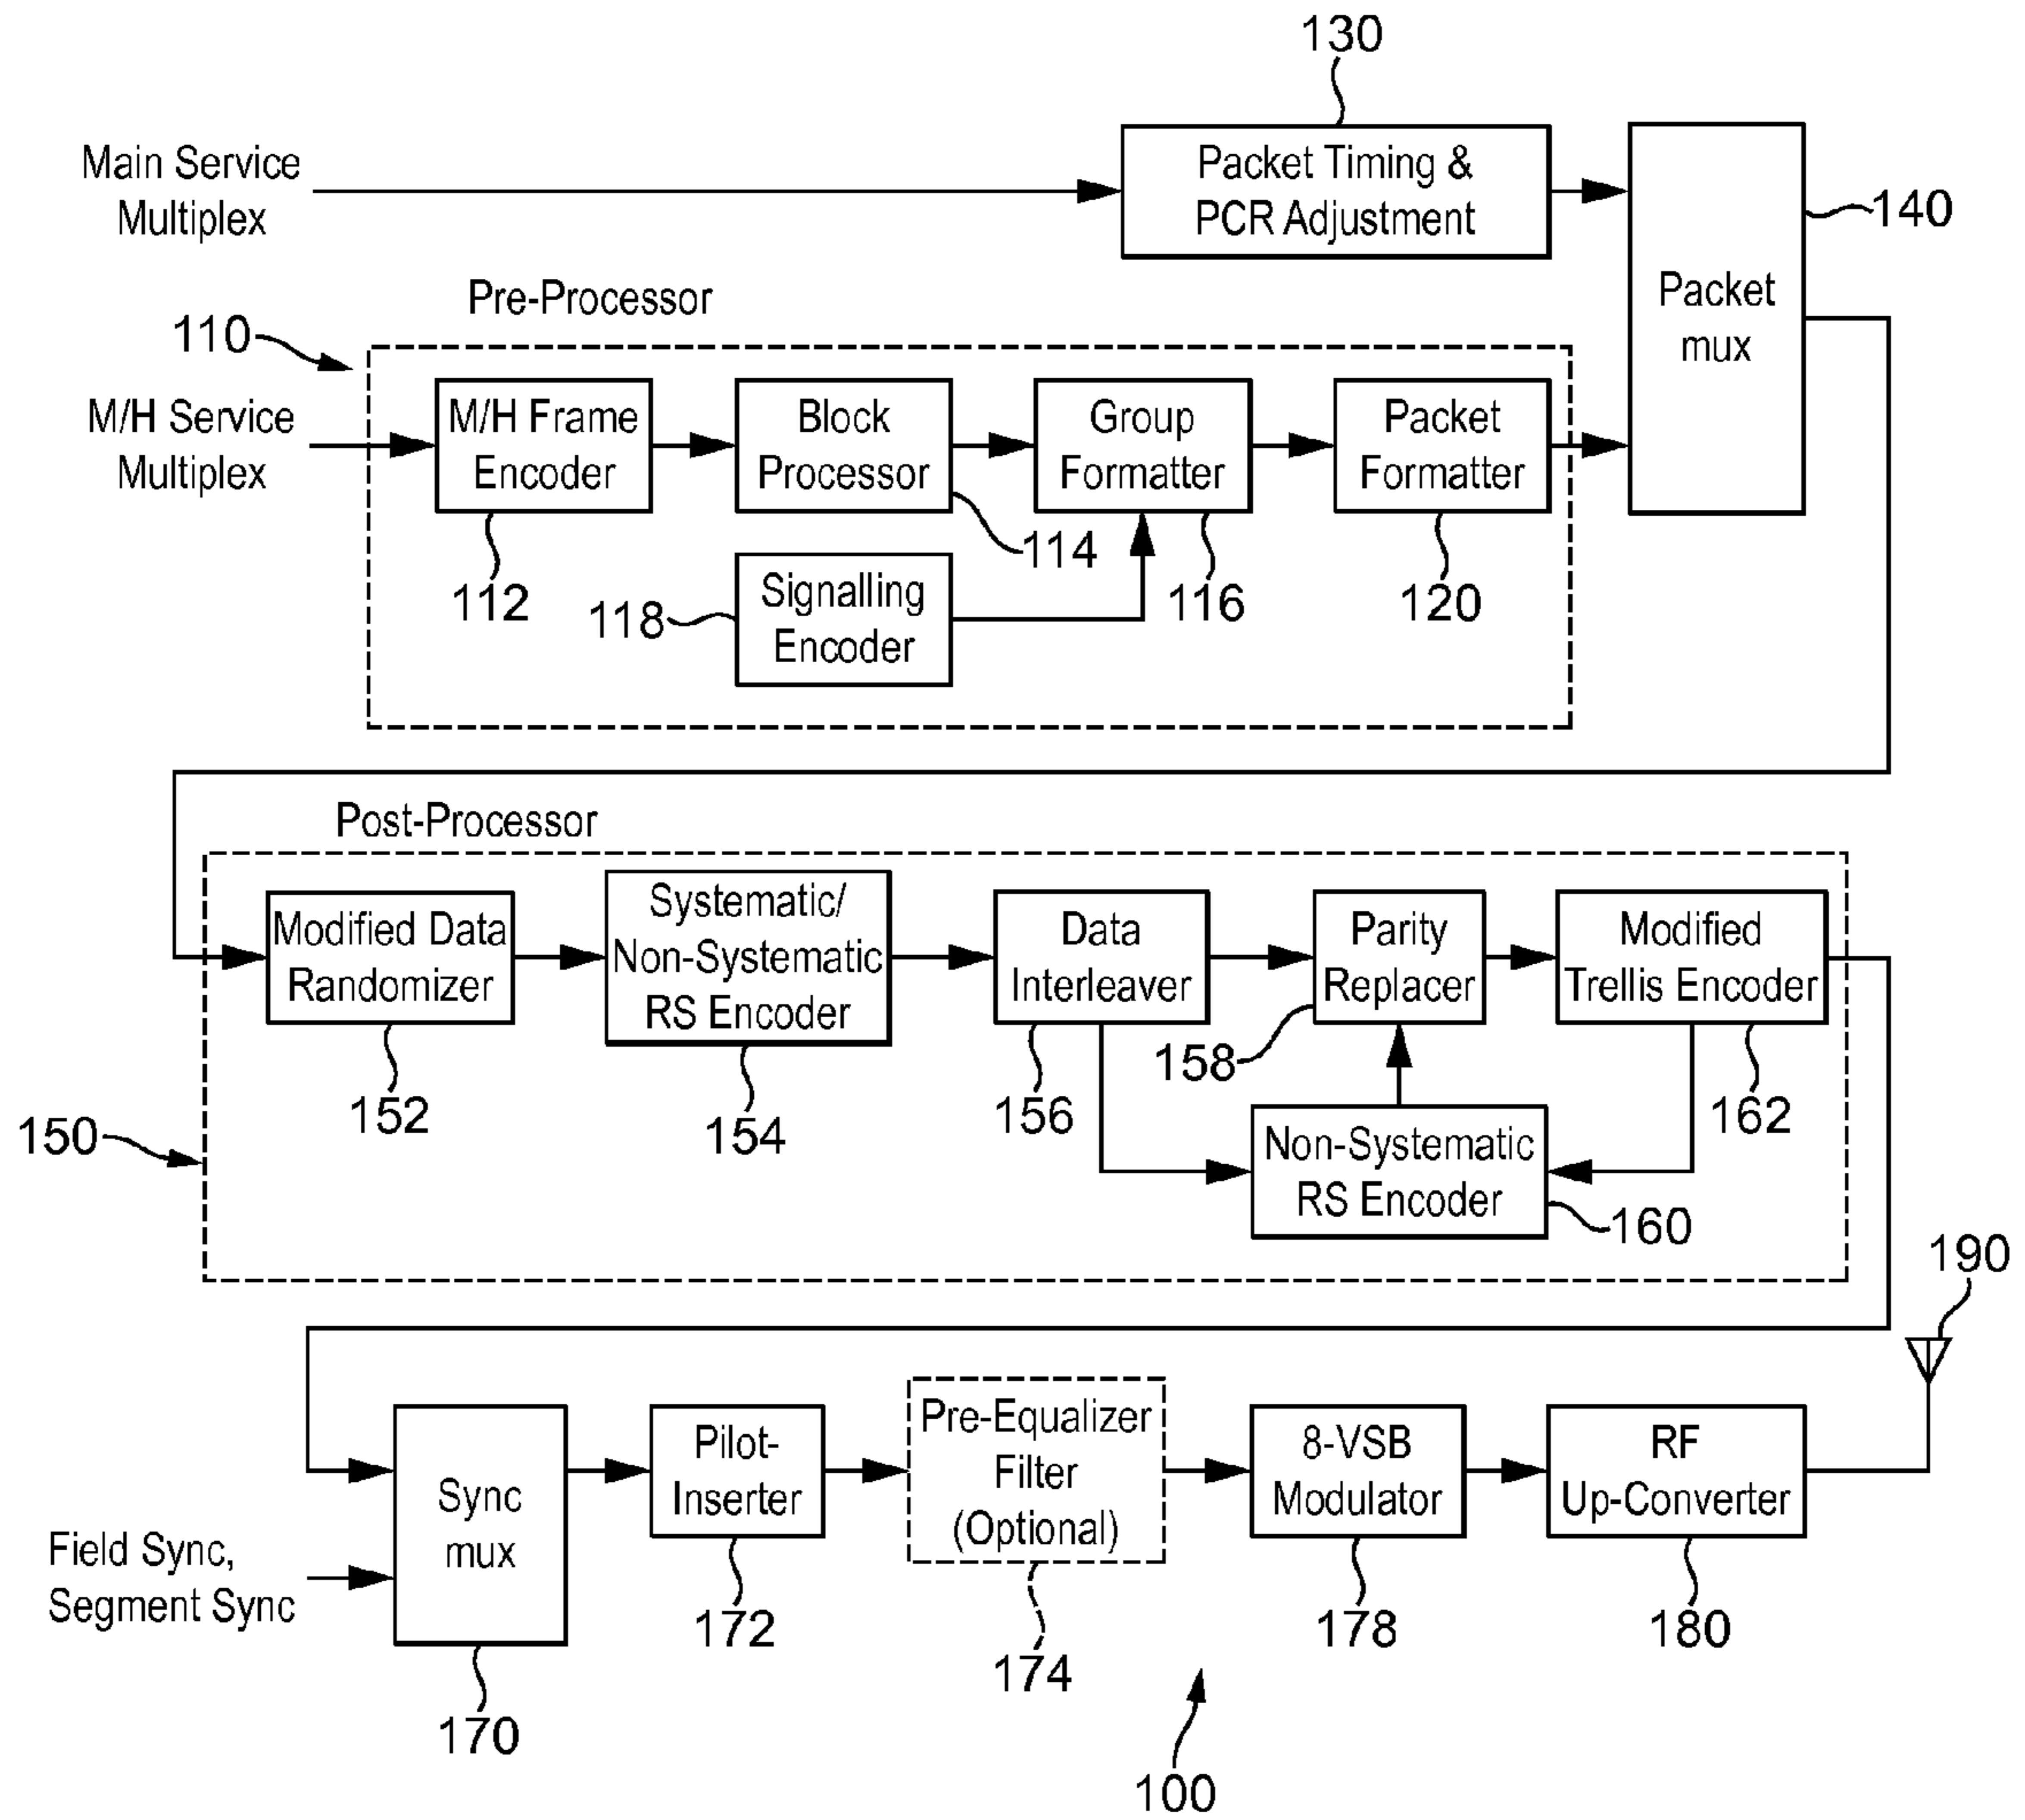 130
Main Service
Multiplex
Packet Timing &
PCR Adjustment
140
Packet
mux
Pre-Processor
110
M/H Service
Multiplex
M/H Frame
Encoder
Block
Processor
Group
Formatter
Packet
Formatter
112
114
116
120
118
Signalling
Encoder
Post-Processor
Modified Data
Randomizer
Systematic/
Non-Systematic
RS Encoder
Data
Interleaver
Parity
Replacer
Modified
Trellis Encoder
150
152
154
156
158
162
Non-Systematic
RS Encoder
160
190
Field Sync,
Segment Sync
Sync
mux
Pilot-
Inserter
Pre-Equalizer
Filter
(Optional)
8-VSB
Modulator
RF
Up-Converter
170
172
174
178
180
100